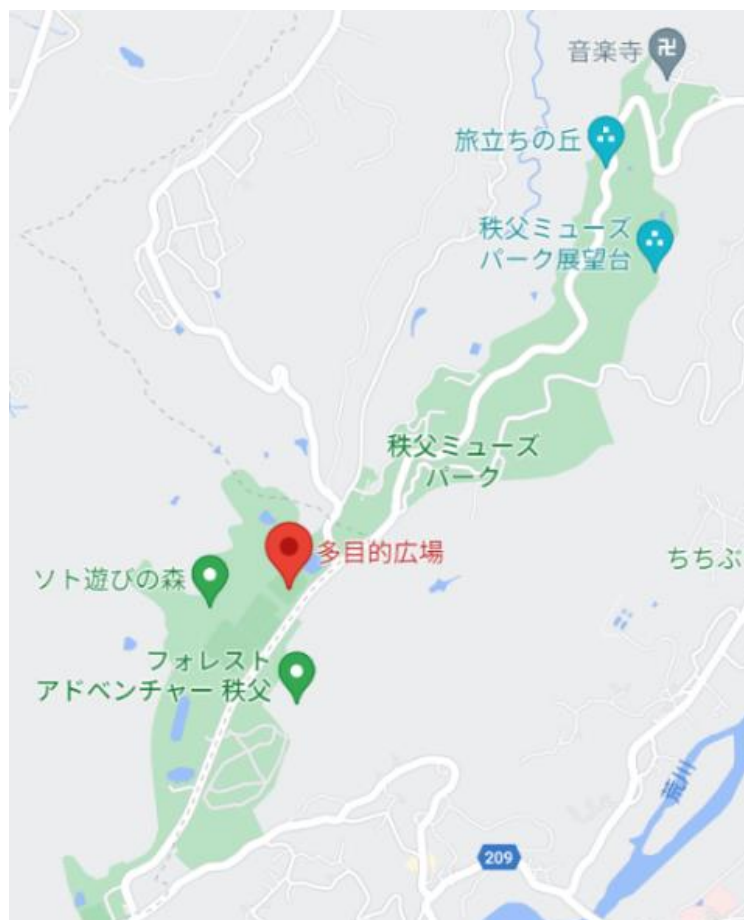 音楽寺
旅立ちの丘
秩父ミューズ
パーク展望台
秩父ミューズ
パーク
多目的広場
ソト遊びの森
ちちぶ
フォレスト
アドベンチャー 秩父
荒川
209